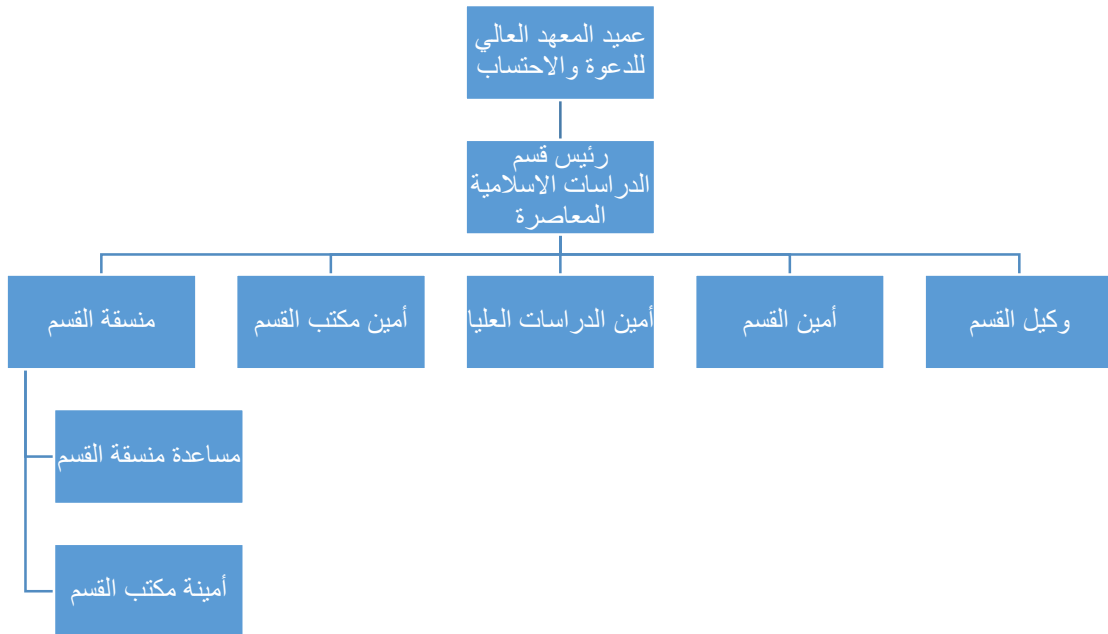 عميد المعهد العالي
للدعوة والاحتساب
رئيس قسم
الدراسات الاسلامية
المعاصرة
وكيل القسم
أمين القسم
أمين الدراسات العليا
أمين مكتب القسم
منسقة القسم
مساعدة منسقة القسم
أمينة مكتب القسم